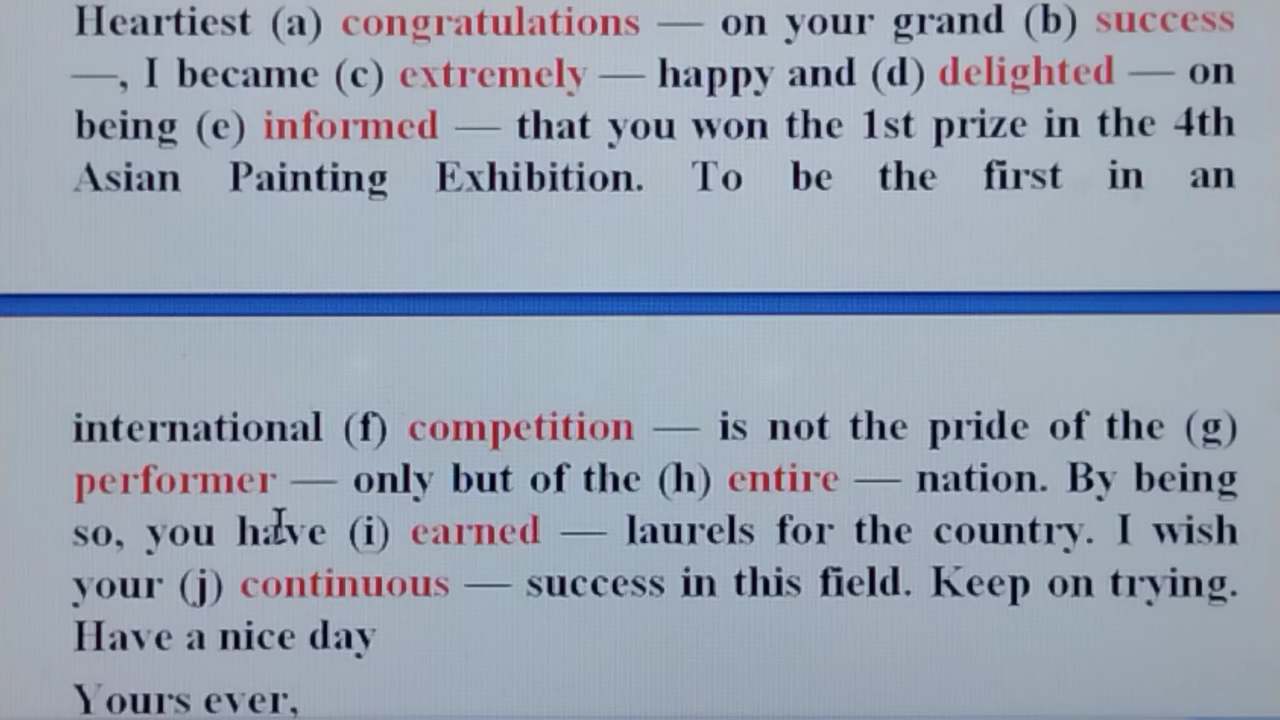 Heartiest (a) congratulations — on your grand (b) success
—, I became (c) extremely — happy and (d) delighted — on
being (e) informed — that you won the 1st prize in the 4th
Asian Painting Exhibition. To be the first in an
international (f) competition — is not the pride of the (g)
performer — only but of the (h) entire — nation. By being
so, you have (i) earned — laurels for the country. I wish
your (j) continuous — success in this field. Keep on trying.
Have a nice day
Yours ever,